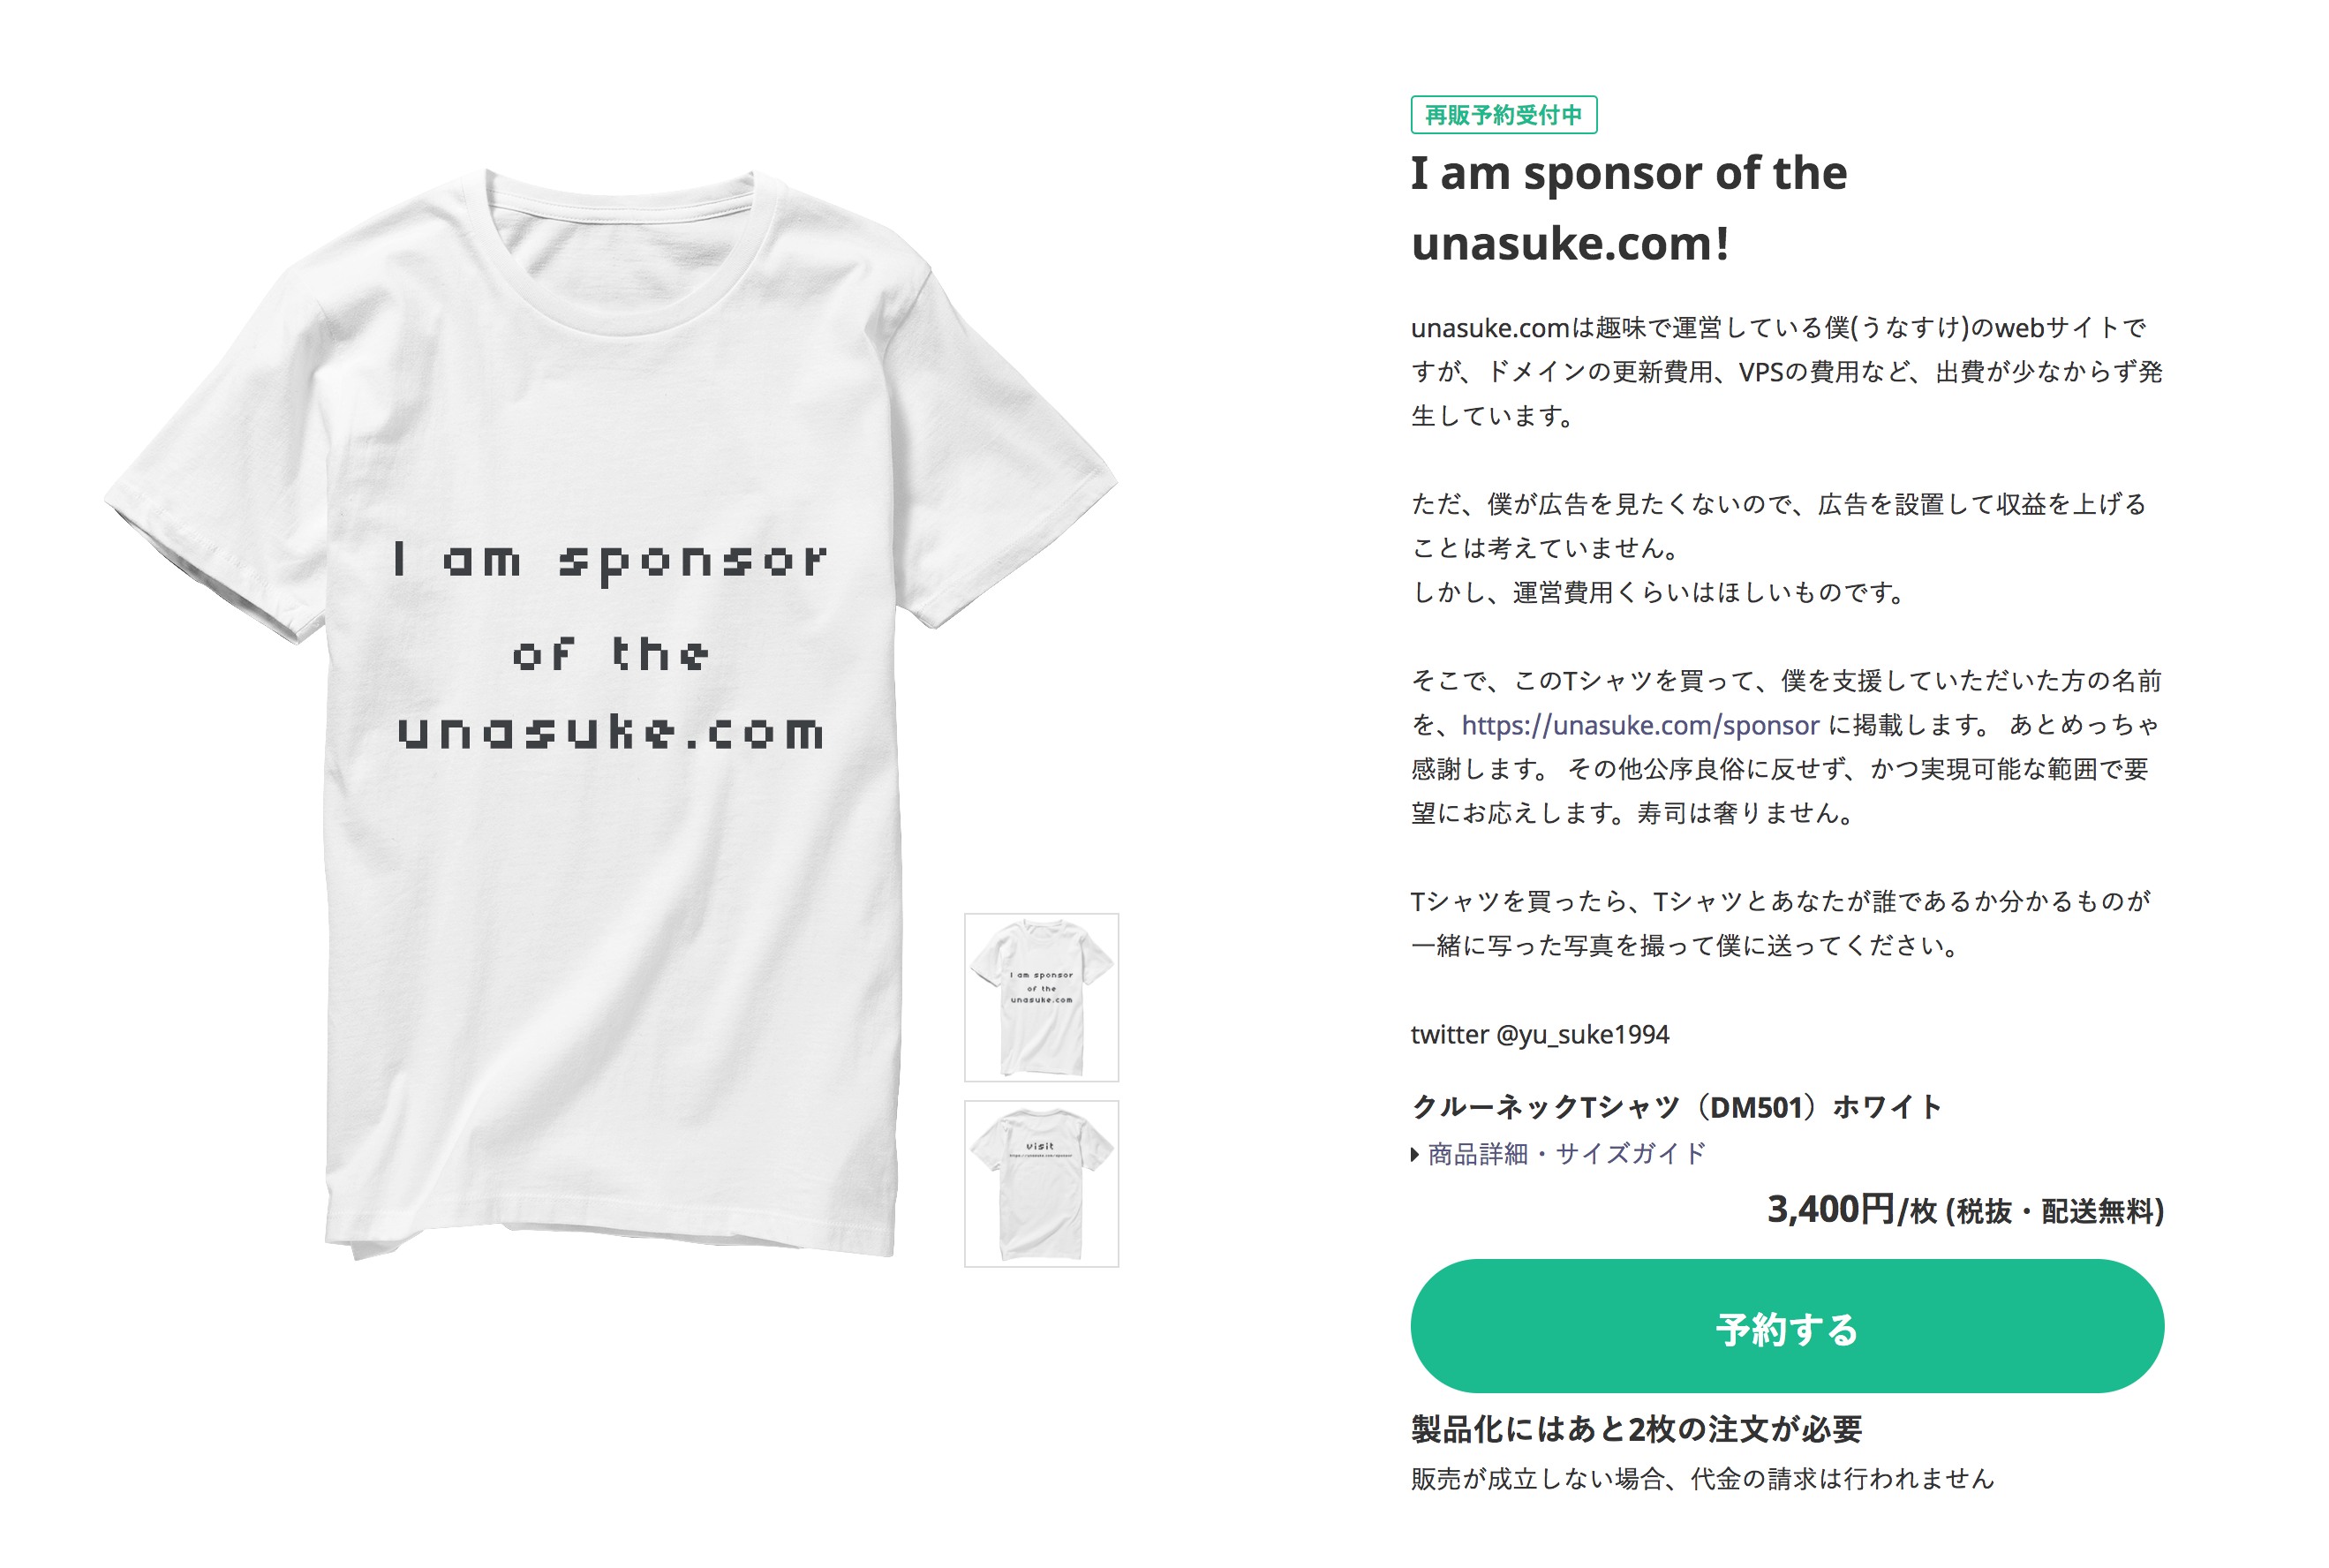 I am sponsor
of the
unasuke.com
I am sponsor
of the
unasuke.com
visit
https://unasuke.com/sponsor
再販予約受付中
I am sponsor of the
unasuke.com!
unasuke.comは趣味で運営している僕(うなすけ)のwebサイトで
すが、ドメインの更新費用、VPSの費用など、出費が少なからず発
生しています。
ただ、僕が広告を見たくないので、広告を設置して収益を上げる
ことは考えていません。
しかし、運営費用くらいはほしいものです。
そこで、このTシャツを買って、僕を支援していただいた方の名前
を、https://unasuke.com/sponsor に掲載します。 あとめっちゃ
感謝します。 その他公序良俗に反せず、かつ実現可能な範囲で要
望にお応えします。寿司は奢りません。
Tシャツを買ったら、Tシャツとあなたが誰であるか分かるものが
一緒に写った写真を撮って僕に送ってください。
twitter @yu_suke1994
クルーネックTシャツ（DM501）ホワイト
商品詳細・サイズガイド
3,400円/枚 (税抜・配送無料)
予約する
製品化にはあと2枚の注文が必要
販売が成立しない場合、代金の請求は行われません